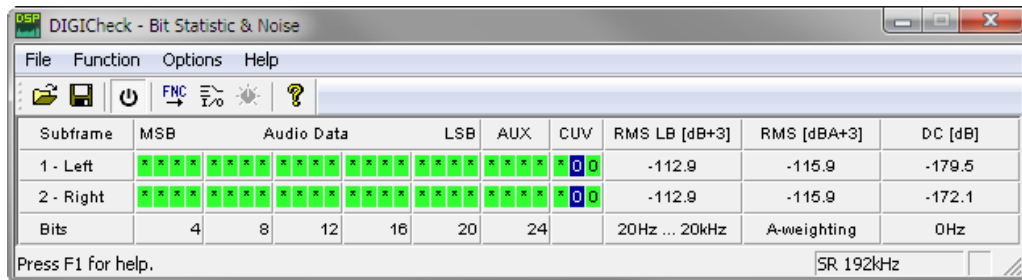 DSP DIGICheck - Bit Statistic & Noise
File Function Options Help
FNC I/o ?
Subframe MSB Audio Data LSB AUX CUV RMS LB [dB+3] RMS [dBA+3] DC [dB]
1 - Left * * * * * * * * * * * * * * * * * * * * * * * * * 0 0 -112.9 -115.9 -179.5
2 - Right * * * * * * * * * * * * * * * * * * * * * * * * * 0 0 -112.9 -115.9 -172.1
Bits 4 8 12 16 20 24 20Hz ... 20kHz A-weighting 0Hz
Press F1 for help. SR 192kHz